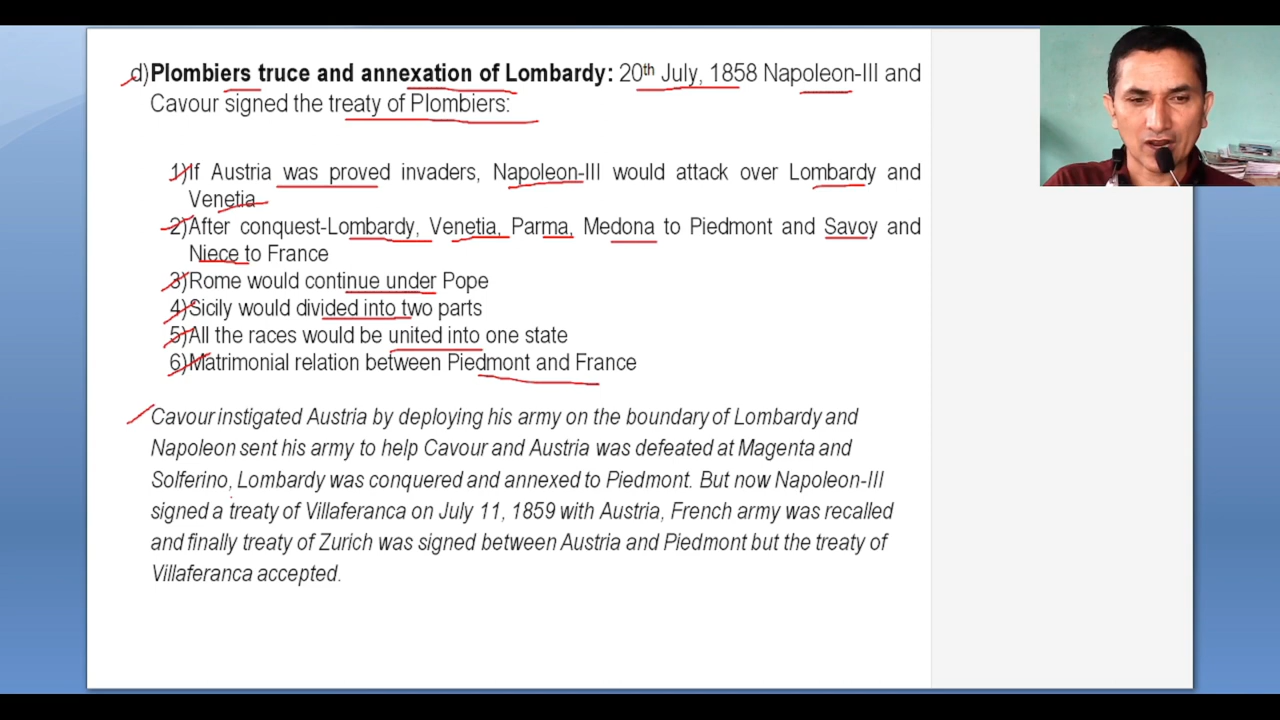 d)Plombiers truce and annexation of Lombardy: 20th July, 1858 Napoleon-III and
Cavour signed the treaty of Plombiers:
1)If Austria was proved invaders, Napoleon-III would attack over Lombardy and
Venetia
2)After conquest-Lombardy, Venetia, Parma, Medona to Piedmont and Savoy and
Niece to France
3)Rome would continue under Pope
4)Sicily would divided into two parts
5)All the races would be united into one state
6)Matrimonial relation between Piedmont and France
Cavour instigated Austria by deploying his army on the boundary of Lombardy and
Napoleon sent his army to help Cavour and Austria was defeated at Magenta and
Solferino, Lombardy was conquered and annexed to Piedmont. But now Napoleon-III
signed a treaty of Villaferanca on July 11, 1859 with Austria, French army was recalled
and finally treaty of Zurich was signed between Austria and Piedmont but the treaty of
Villaferanca accepted.